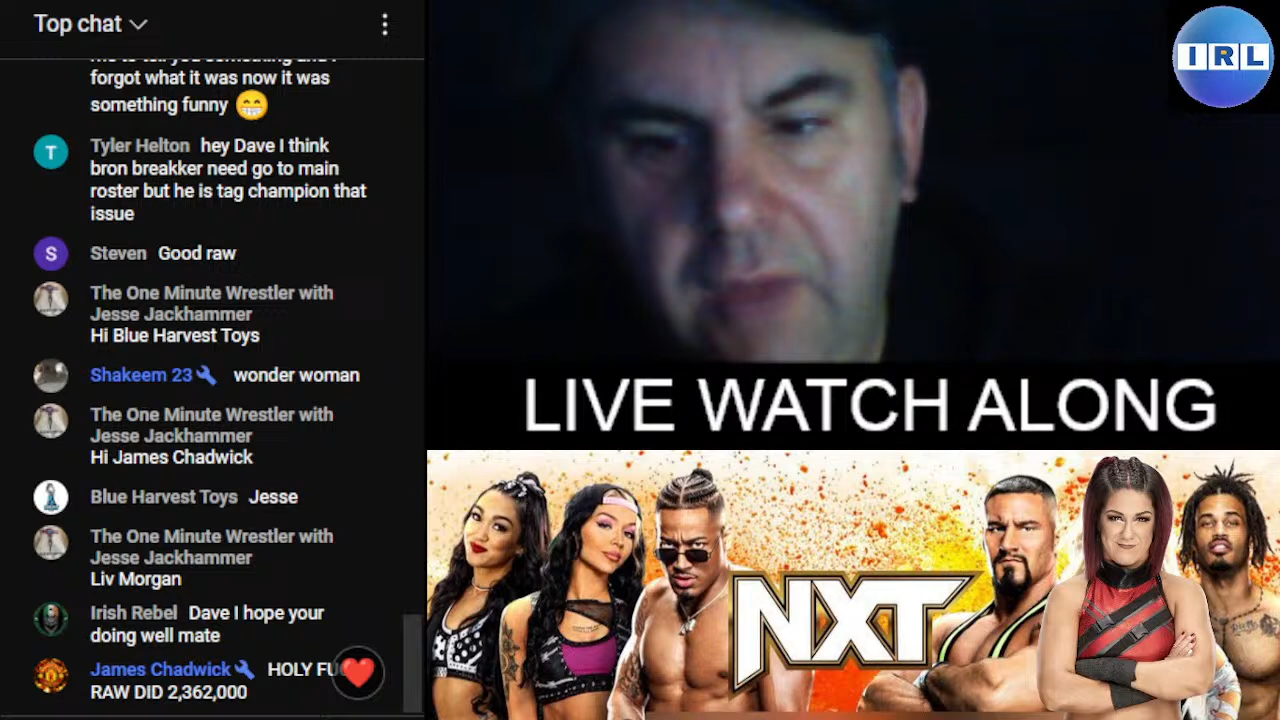 Top chat
forgot what it was now it was
something funny
T
Tyler Helton hey Dave I think
bron breakker need go to main
roster but he is tag champion that
issue
S
Steven Good raw
The One Minute Wrestler with
Jesse Jackhammer
Hi Blue Harvest Toys
Shakeem 23 wonder woman
The One Minute Wrestler with
Jesse Jackhammer
Hi James Chadwick
Blue Harvest Toys Jesse
The One Minute Wrestler with
Jesse Jackhammer
Liv Morgan
Irish Rebel Dave I hope your
doing well mate
James Chadwick HOLY FU
RAW DID 2,362,000
IRL
LIVE WATCH ALONG
NXT